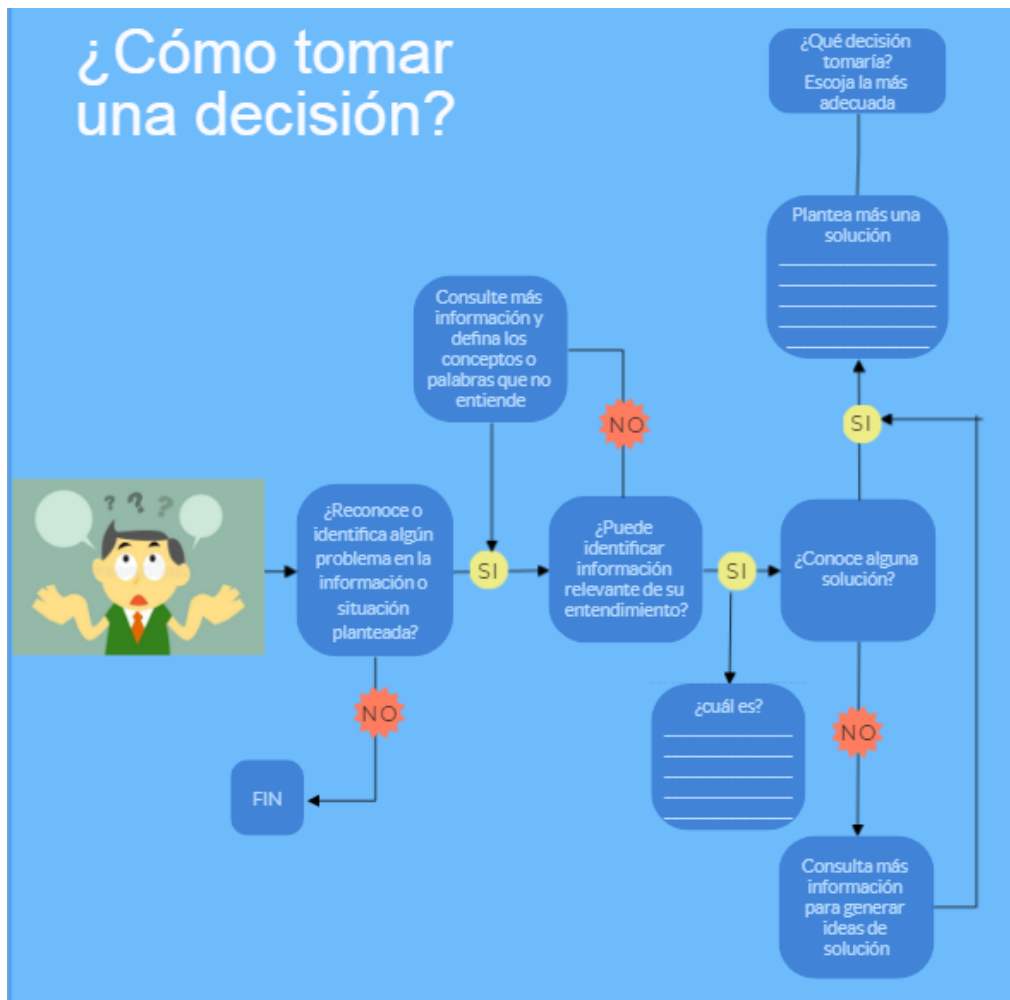 ¿Cómo tomar
una decisión?
¿Qué decisión
tomaría?
Escoja la más
adecuada
Plantea más una
solución
Consulte más
información y
defina los
conceptos o
palabras que no
entiende
NO
SI
? ? ?
¿Reconoce o
identifica algún
problema en la
información o
situación
planteada?
SI
¿Puede
identificar
información
relevante de su
entendimiento?
SI
¿Conoce alguna
solución?
NO
FIN
¿cuál es?
NO
Consulta más
información
para generar
ideas de
solución